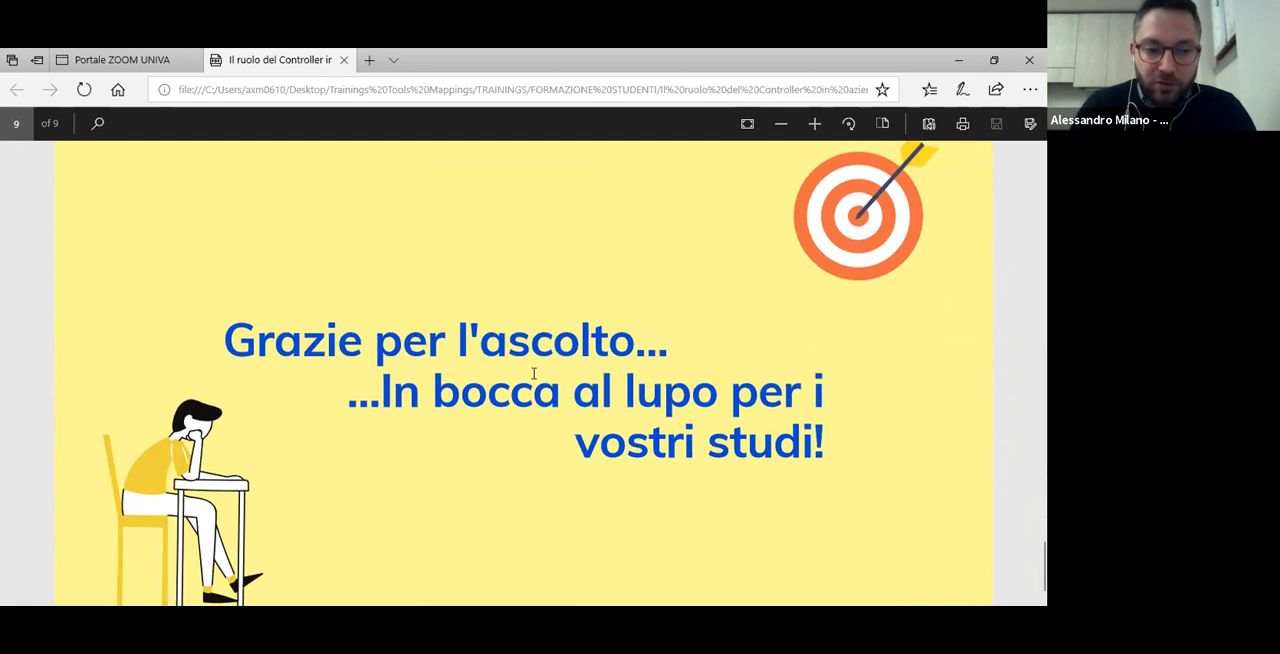 Portale ZOOM UNIVA
Il ruolo del Controller ir
file:///C:/Users/axm0610/Desktop/Trainings%20Tools%20Mappings/TRAININGS/FORMAZIONE%20STUDENTI/Il%20ruolo%20del%20Controller%20in%20azier
9 of 9
Alessandro Milano - ...
Grazie per l'ascolto...
...In bocca al lupo per i
vostri studi!